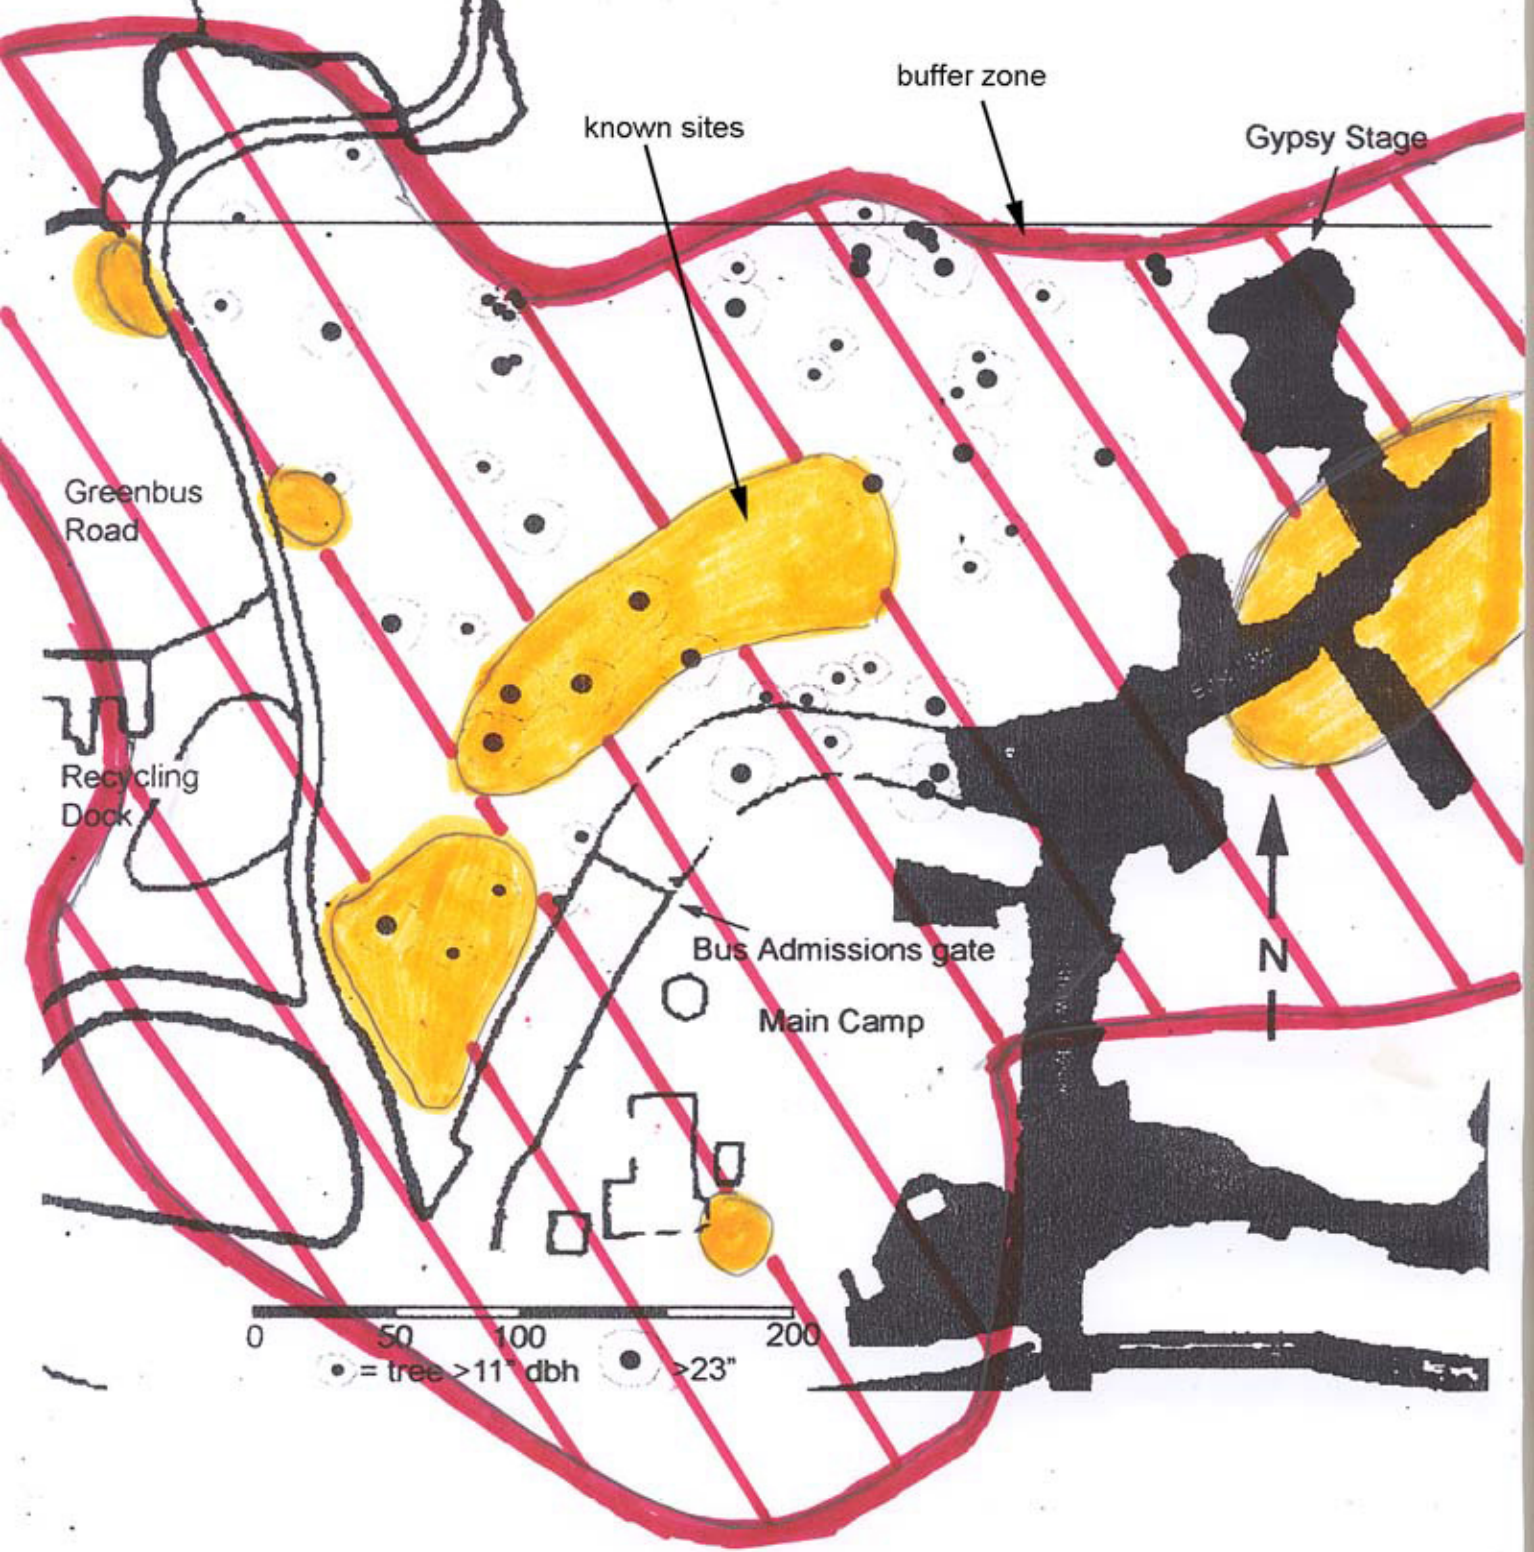 buffer zone
known sites
Gypsy Stage
Greenbus
Road
Recycling
Dock
Bus Admissions gate
N
Main Camp
0 50 100 200
= tree >11" dbh >23"